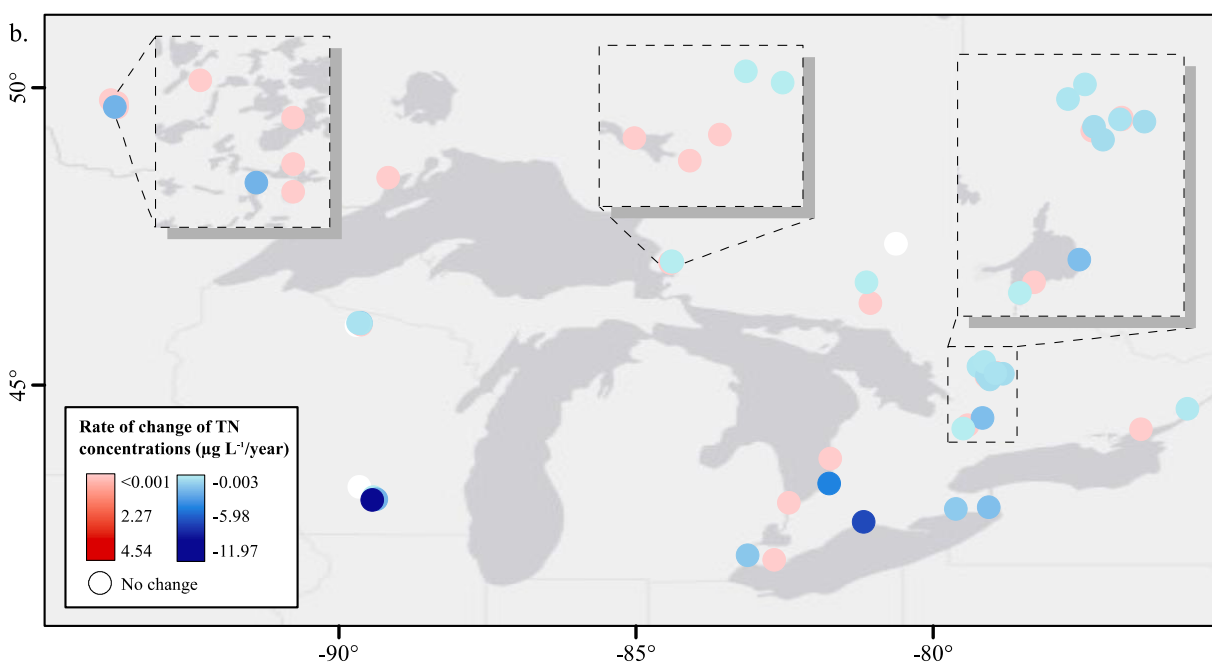 b.
50°
45°
Rate of change of TN
concentrations (µg L⁻¹/year)
<0.001 -0.003
2.27 -5.98
4.54 -11.97
No change
-90° -85° -80°